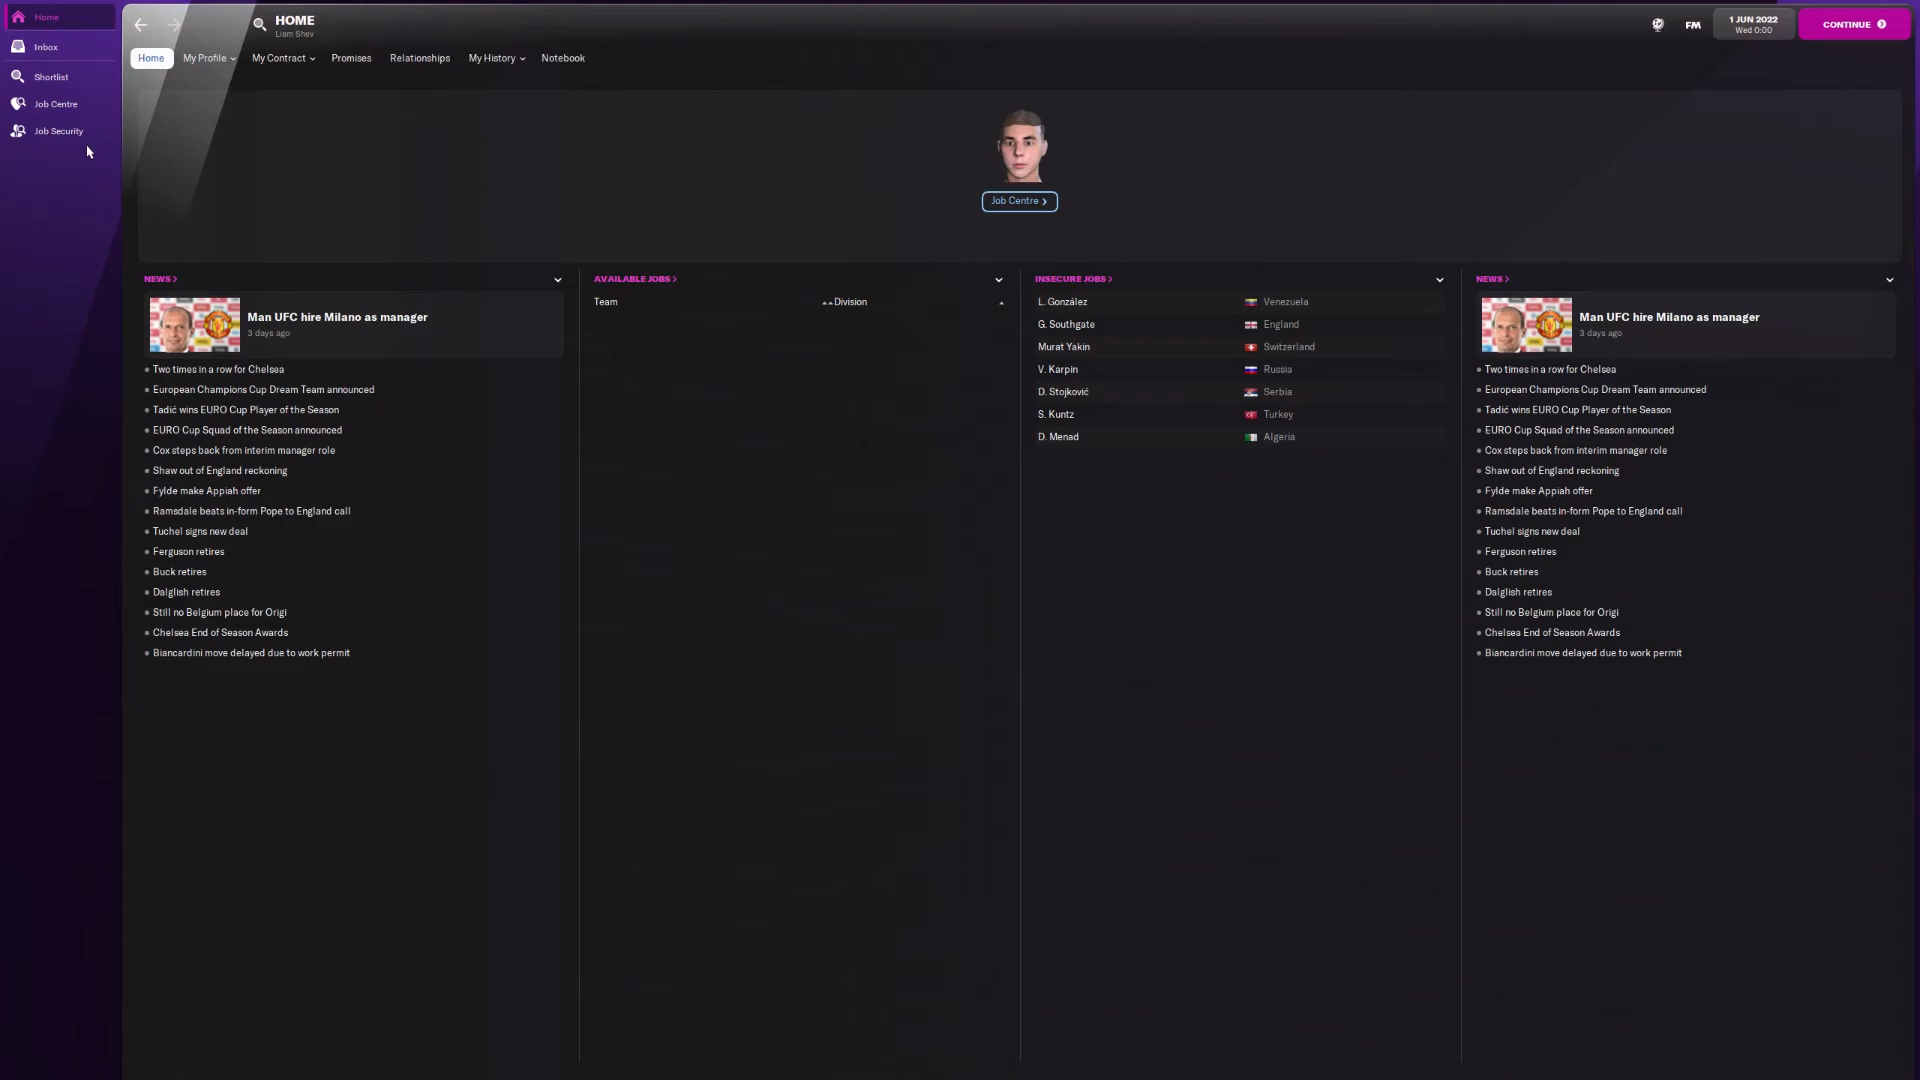 Home
Inbox
Shortlist
Job Centre
Job Security
HOME
Liam Shev
FM
1 JUN 2022
Wed 0:00
CONTINUE
Home My Profile My Contract Promises Relationships My History Notebook
Job Centre >
NEWS >
Man UFC hire Milano as manager
3 days ago
• Two times in a row for Chelsea
• European Champions Cup Dream Team announced
• Tadić wins EURO Cup Player of the Season
• EURO Cup Squad of the Season announced
• Cox steps back from interim manager role
• Shaw out of England reckoning
• Fylde make Appiah offer
• Ramsdale beats in-form Pope to England call
• Tuchel signs new deal
• Ferguson retires
• Buck retires
• Dalglish retires
• Still no Belgium place for Origi
• Chelsea End of Season Awards
• Biancardini move delayed due to work permit
AVAILABLE JOBS >
Team Division
INSECURE JOBS >
L. González Venezuela
G. Southgate England
Murat Yakin Switzerland
V. Karpin Russia
D. Stojković Serbia
S. Kuntz Turkey
D. Menad Algeria
NEWS >
Man UFC hire Milano as manager
3 days ago
• Two times in a row for Chelsea
• European Champions Cup Dream Team announced
• Tadić wins EURO Cup Player of the Season
• EURO Cup Squad of the Season announced
• Cox steps back from interim manager role
• Shaw out of England reckoning
• Fylde make Appiah offer
• Ramsdale beats in-form Pope to England call
• Tuchel signs new deal
• Ferguson retires
• Buck retires
• Dalglish retires
• Still no Belgium place for Origi
• Chelsea End of Season Awards
• Biancardini move delayed due to work permit